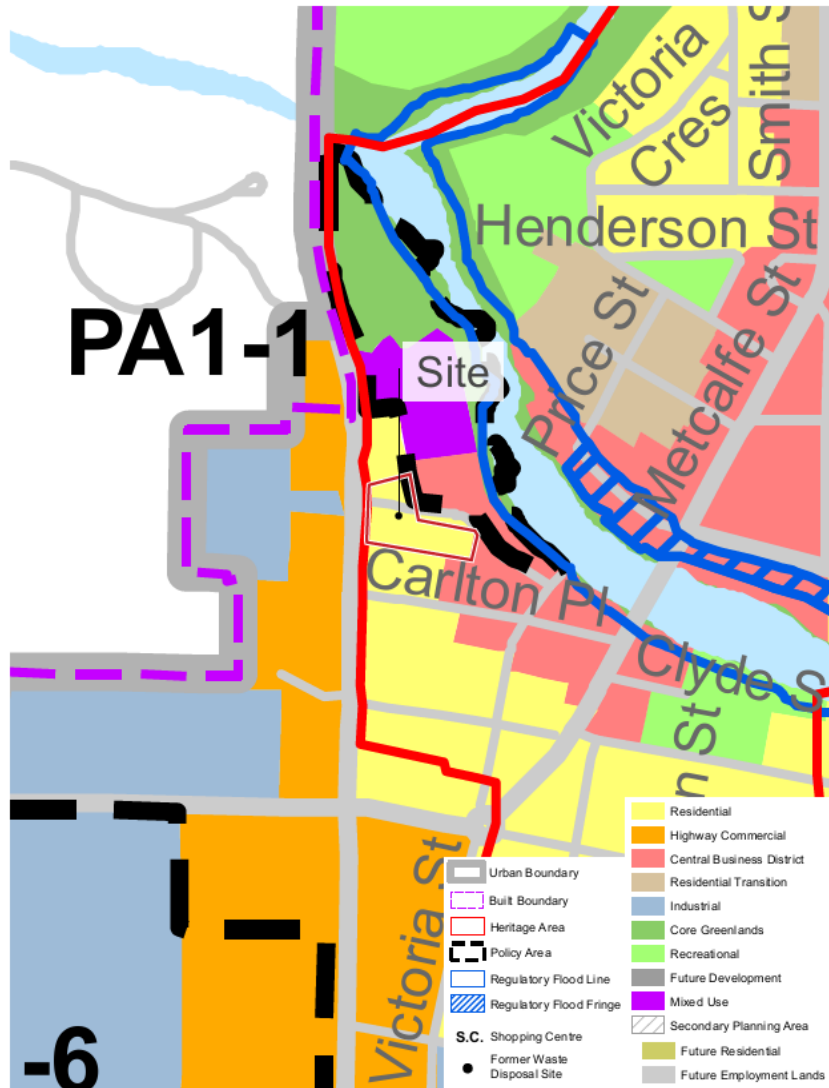 Victoria
Cres
Smith S
Henderson St
PA1-1
Site
Price St
Metcalfe St
Carlton Pl
Clyde S
n St
Victoria St
-6
Urban Boundary
Built Boundary
Heritage Area
Policy Area
Regulatory Flood Line
Regulatory Flood Fringe
S.C. Shopping Centre
Former Waste
Disposal Site
Residential
Highway Commercial
Central Business District
Residential Transition
Industrial
Core Greenlands
Recreational
Future Development
Mixed Use
Secondary Planning Area
Future Residential
Future Employment Lands